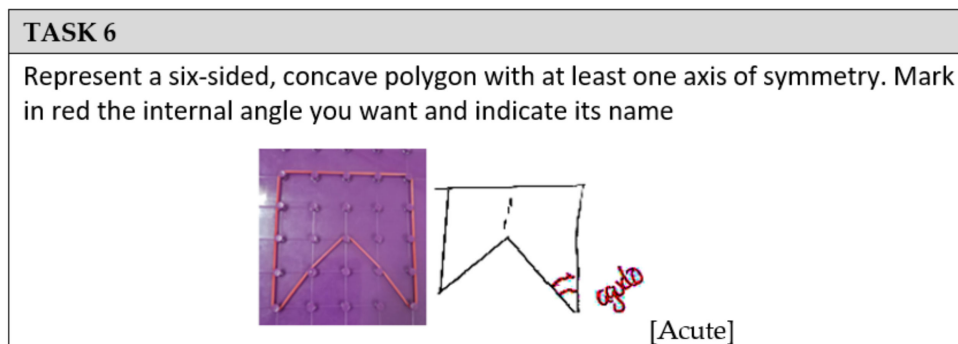 TASK 6
Represent a six-sided, concave polygon with at least one axis of symmetry. Mark
in red the internal angle you want and indicate its name
agudo
[Acute]